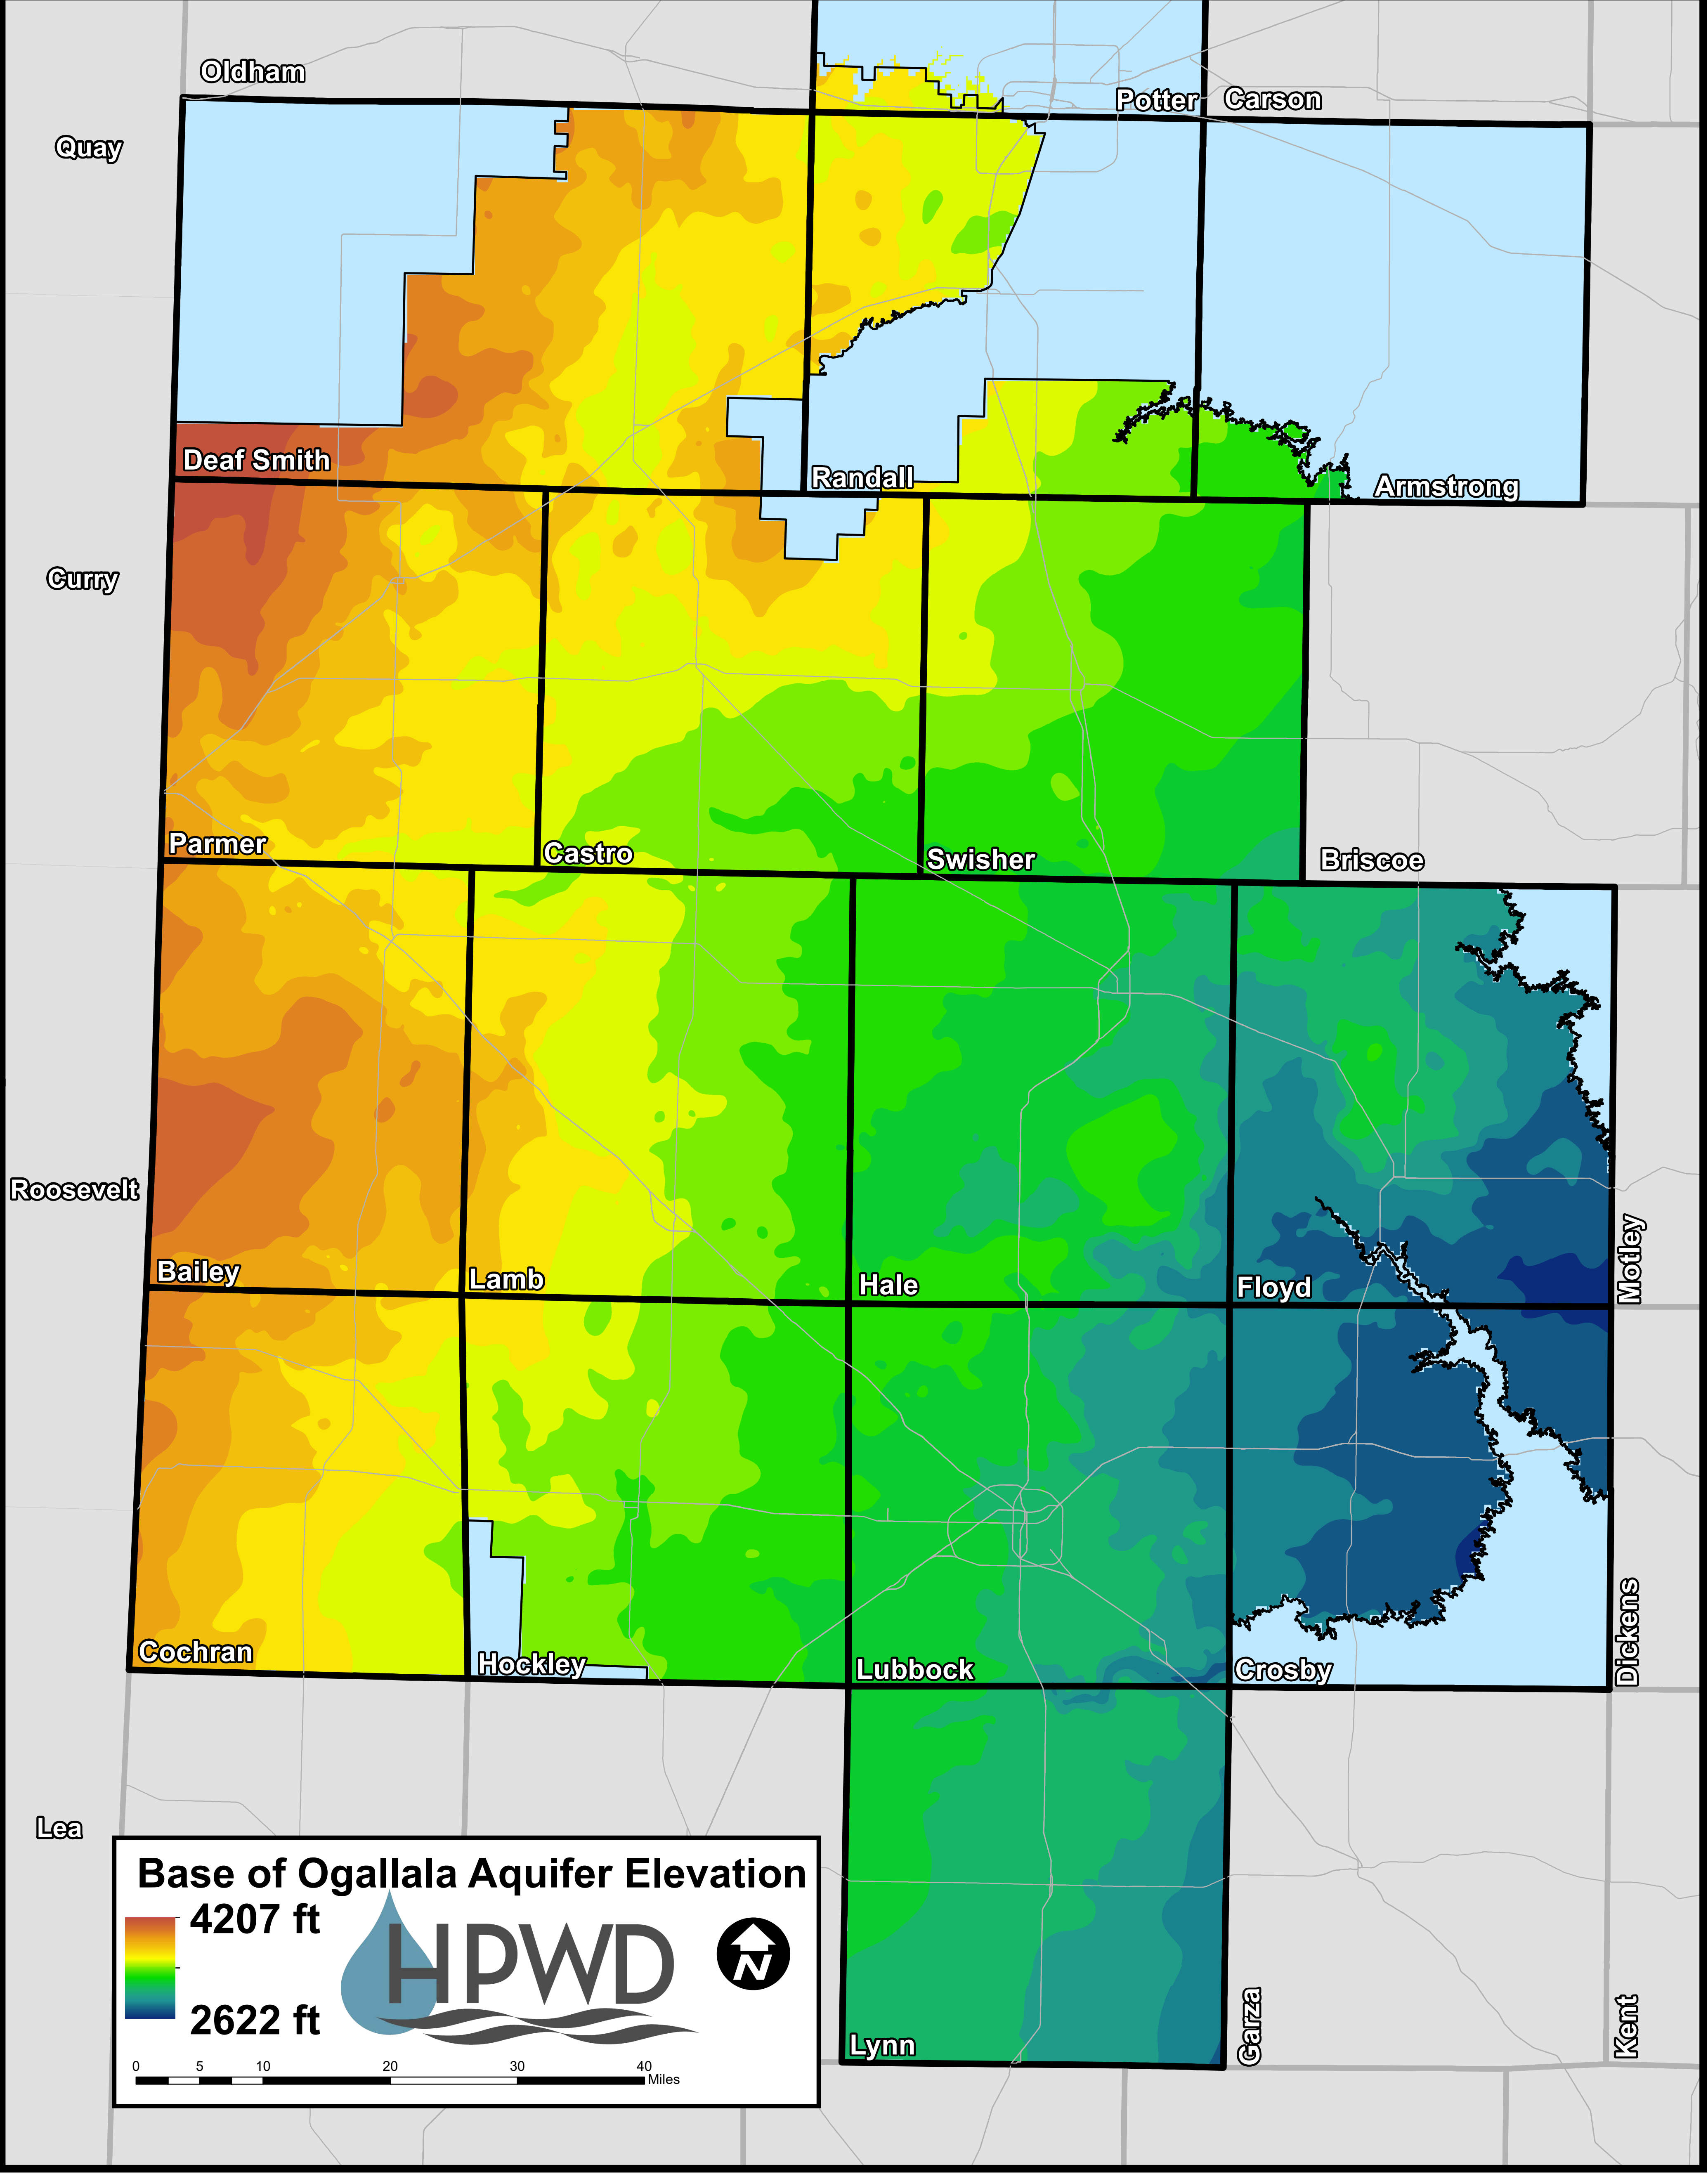 Oldham
Potter
Carson
Quay
Deaf Smith
Randall
Armstrong
Curry
Parmer
Castro
Swisher
Briscoe
Roosevelt
Bailey
Lamb
Hale
Floyd
Motley
Cochran
Hockley
Lubbock
Crosby
Dickens
Lea
Lynn
Garza
Kent
Base of Ogallala Aquifer Elevation
4207 ft
2622 ft
HPWD
N
0 5 10 20 30 40
Miles